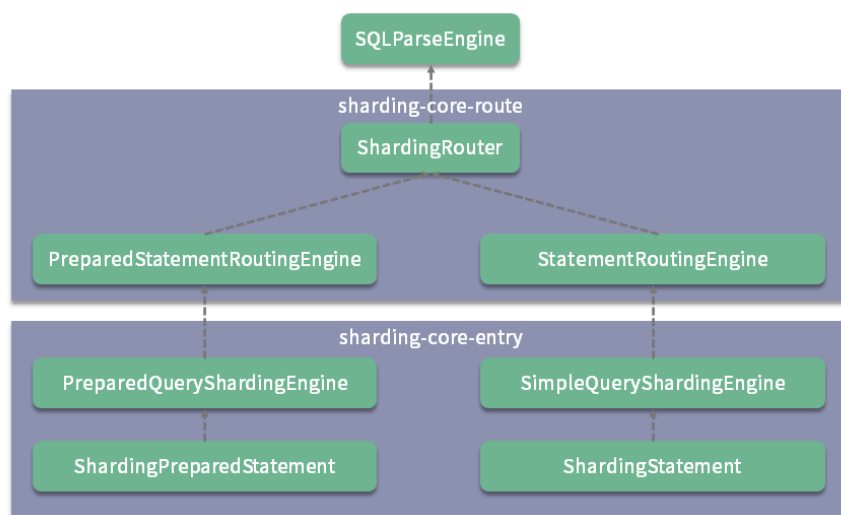 SQLParseEngine
sharding-core-route
ShardingRouter
PreparedStatementRoutingEngine
StatementRoutingEngine
sharding-core-entry
PreparedQueryShardingEngine
SimpleQueryShardingEngine
ShardingPreparedStatement
ShardingStatement